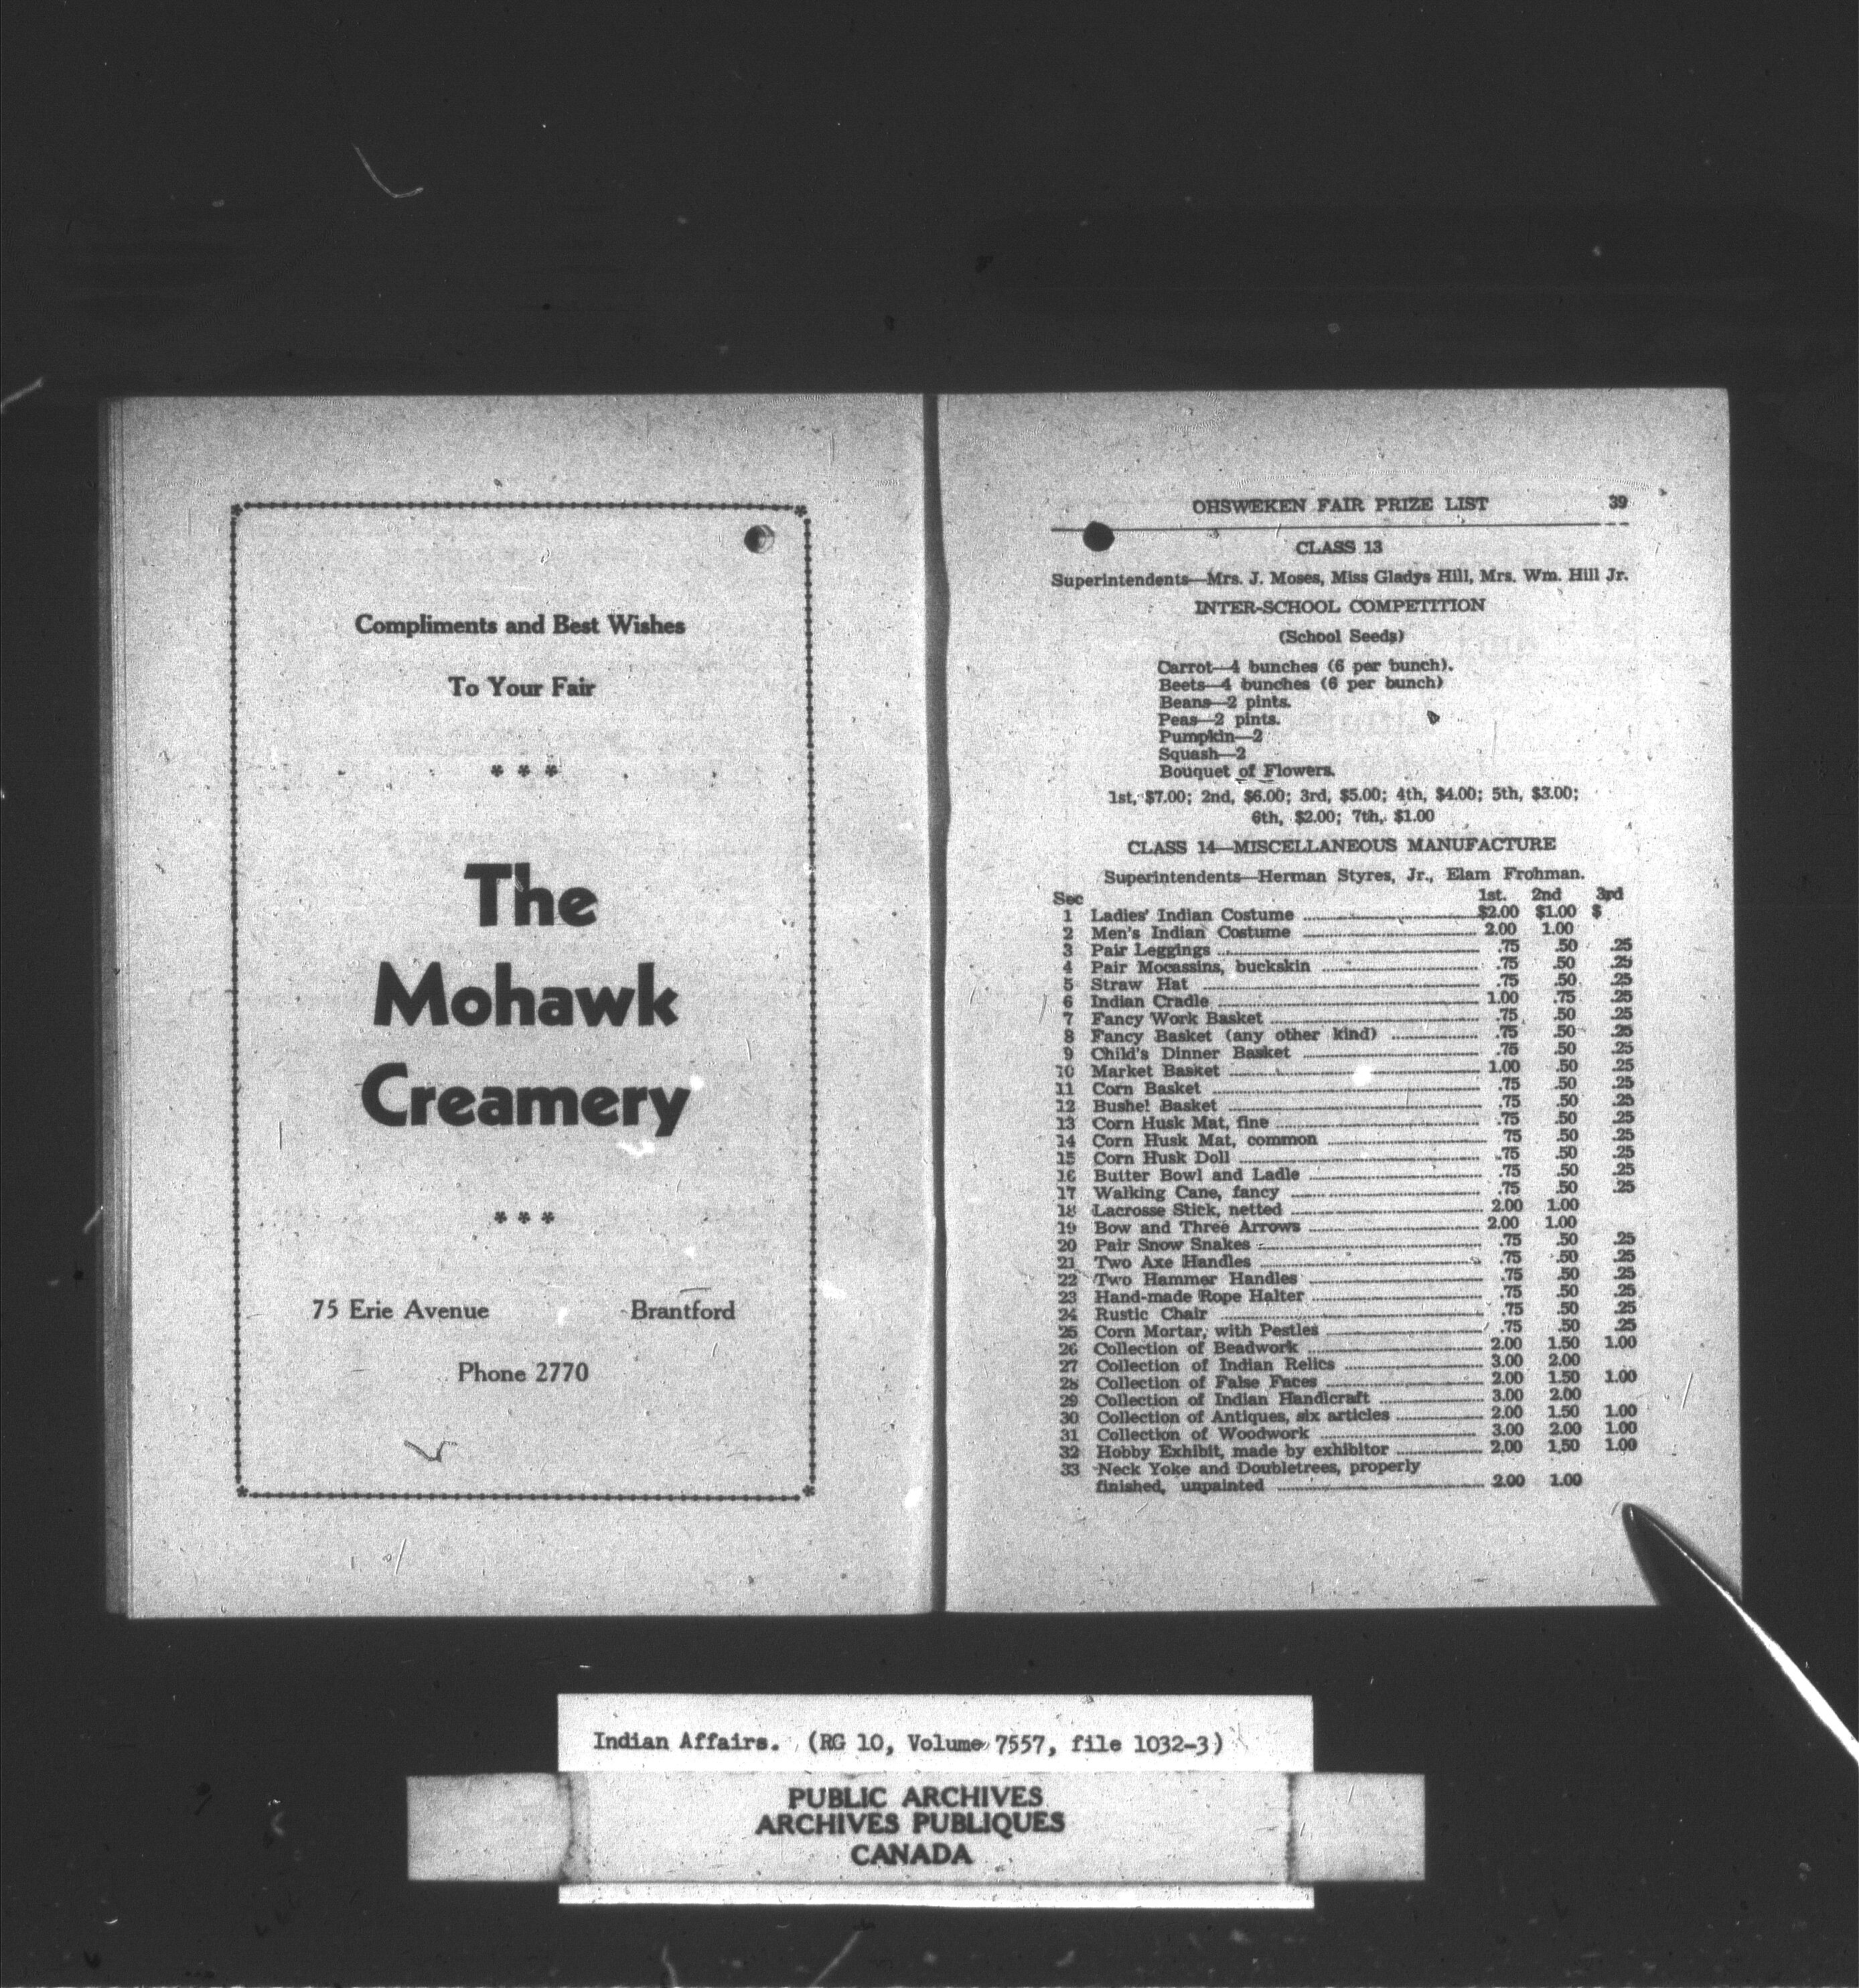 Compliments and Best Wishes
To Your Fair
* * *
The
Mohawk
Creamery
* * *
75 Erie Avenue Brantford
Phone 2770
OHSWEKEN FAIR PRIZE LIST 39
CLASS 13
Superintendents—Mrs. J. Moses, Miss Gladys Hill, Mrs. Wm. Hill Jr.
INTER-SCHOOL COMPETITION
(School Seeds)
Carrot—4 bunches (6 per bunch).
Beets—4 bunches (6 per bunch)
Beans—2 pints.
Peas—2 pints.
Pumpkin—2
Squash—2
Bouquet of Flowers.
1st, $7.00; 2nd, $6.00; 3rd, $5.00; 4th, $4.00; 5th, $3.00;
6th, $2.00; 7th, $1.00
CLASS 14—MISCELLANEOUS MANUFACTURE
Superintendents—Herman Styres, Jr., Elam Frohman.
Sec 1st. 2nd 3rd
1 Ladies' Indian Costume $2.00 $1.00 $
2 Men's Indian Costume 2.00 1.00
3 Pair Leggings .75 .50 .25
4 Pair Mocassins, buckskin .75 .50 .25
5 Straw Hat .75 .50 .25
6 Indian Cradle 1.00 .75 .25
7 Fancy Work Basket .75 .50 .25
8 Fancy Basket (any other kind) .75 .50 .25
9 Child's Dinner Basket .75 .50 .25
10 Market Basket 1.00 .50 .25
11 Corn Basket .75 .50 .25
12 Bushel Basket .75 .50 .25
13 Corn Husk Mat, fine .75 .50 .25
14 Corn Husk Mat, common 75 .50 .25
15 Corn Husk Doll .75 .50 .25
16 Butter Bowl and Ladle .75 .50 .25
17 Walking Cane, fancy .75 .50 .25
18 Lacrosse Stick, netted 2.00 1.00
19 Bow and Three Arrows 2.00 1.00
20 Pair Snow Snakes .75 .50 .25
21 Two Axe Handles .75 .50 .25
22 Two Hammer Handles .75 .50 .25
23 Hand-made Rope Halter .75 .50 .25
24 Rustic Chair .75 .50 .25
25 Corn Mortar, with Pestles .75 .50 .25
26 Collection of Beadwork 2.00 1.50 1.00
27 Collection of Indian Relics 3.00 2.00
28 Collection of False Faces 2.00 1.50 1.00
29 Collection of Indian Handicraft 3.00 2.00
30 Collection of Antiques, six articles 2.00 1.50 1.00
31 Collection of Woodwork 3.00 2.00 1.00
32 Hobby Exhibit, made by exhibitor 2.00 1.50 1.00
33 Neck Yoke and Doubletrees, properly
finished, unpainted 2.00 1.00
Indian Affairs. (RG 10, Volume 7557, file 1032-3)
PUBLIC ARCHIVES
ARCHIVES PUBLIQUES
CANADA